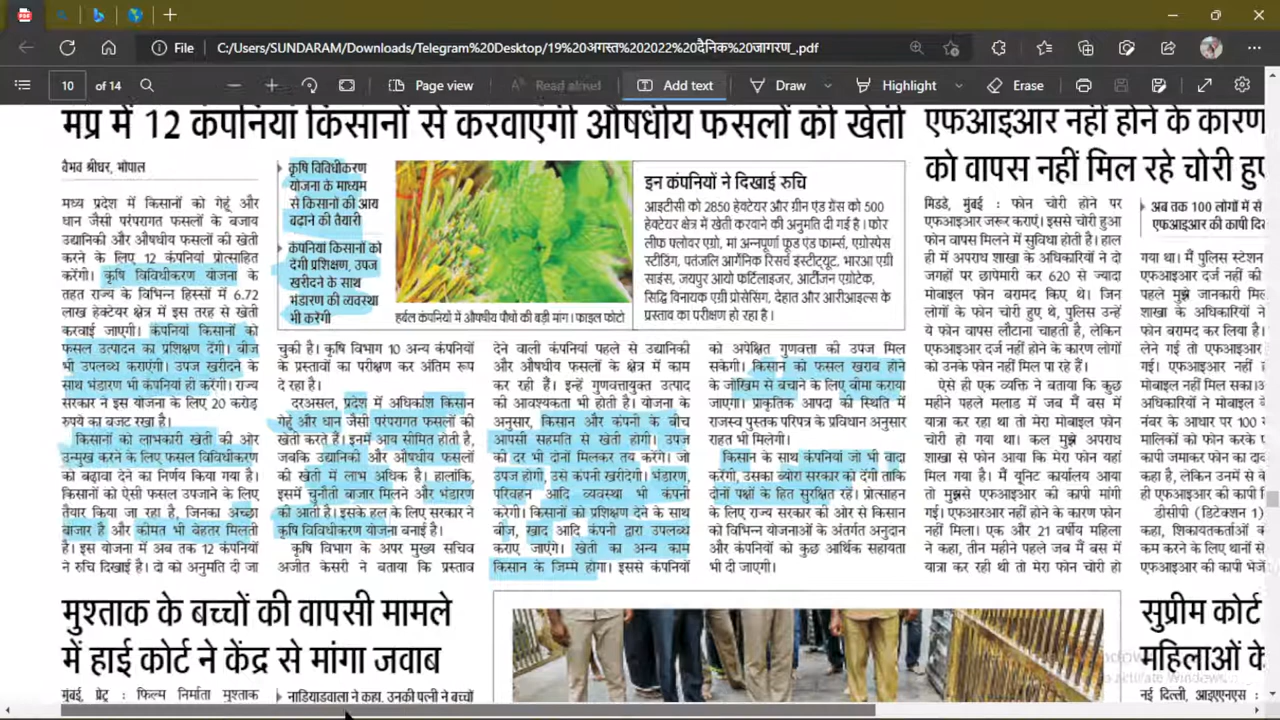 File
C:/Users/SUNDARAM/Downloads/Telegram%20Desktop/19%20अगस्त%202022%20दैनिक%20जागरण_.pdf
10 of 14
Page view
Read aloud
Add text
Draw
Highlight
Erase
मप्र में 12 कंपनियां किसानों से करवाएंगी औषधीय फसलों की खेती
वैभव श्रीधर, भोपाल
मध्य प्रदेश में किसानों को गेहूं और
धान जैसी परंपरागत फसलों के बजाय
उद्यानिकी और औषधीय फसलों की खेती
करने के लिए 12 कंपनियां प्रोत्साहित
करेंगी। कृषि विविधीकरण योजना के
तहत राज्य के विभिन्न हिस्सों में 6.72
लाख हेक्टेयर क्षेत्र में इस तरह से खेती
करवाई जाएगी। कंपनियां किसानों को
फसल उत्पादन का प्रशिक्षण देंगी। बीज
भी उपलब्ध कराएंगी। उपज खरीदने के
साथ भंडारण भी कंपनियां ही करेंगी। राज्य
सरकार ने इस योजना के लिए 20 करोड़
रुपये का बजट रखा है।
किसानों को लाभकारी खेती की ओर
उन्मुख करने के लिए फसल विविधीकरण
को बढ़ावा देने का निर्णय किया गया है।
किसानों को ऐसी फसल उपजाने के लिए
तैयार किया जा रहा है, जिनका अच्छा
बाजार है और कीमत भी बेहतर मिलती
है। इस योजना में अब तक 12 कंपनियों
ने रुचि दिखाई है। दो को अनुमति दी जा
कृषि विविधीकरण
योजना के माध्यम
से किसानों की आय
बढ़ाने की तैयारी
कंपनियां किसानों को
देंगी प्रशिक्षण, उपज
खरीदने के साथ
भंडारण की व्यवस्था
भी करेंगी
हर्बल कंपनियों में औषधीय पौधों की बड़ी मांग। फाइल फोटो
इन कंपनियों ने दिखाई रुचि
आइटीसी को 2850 हेक्टेयर और ग्रीन एंड ग्रेस को 500
हेक्टेयर क्षेत्र में खेती करवाने की अनुमति दी गई है। फोर
लीफ क्लोवर एग्रो, मां अन्नपूर्णा फूड एंड फार्म्स, एग्रोस्पेस
स्टीडिंग, पतंजलि आर्गेनिक रिसर्च इंस्टीट्यूट, भारआ एग्री
साइंस, जयपुर आयो फर्टिलाइजर, आर्टीजन एग्रोटेक,
सिद्धि विनायक एग्री प्रोसेसिंग, देहात और आरीआइल्स के
प्रस्ताव का परीक्षण हो रहा है।
चुकी है। कृषि विभाग 10 अन्य कंपनियों
के प्रस्तावों का परीक्षण कर अंतिम रूप
दे रहा है।
दरअसल, प्रदेश में अधिकांश किसान
गेहूं और धान जैसी परंपरागत फसलों की
खेती करते हैं। इनमें आय सीमित होती है,
जबकि उद्यानिकी और औषधीय फसलों
की खेती में लाभ अधिक है। हालांकि,
इसमें चुनौती बाजार मिलने और भंडारण
की आती है। इसके हल के लिए सरकार ने
कृषि विविधीकरण योजना बनाई है।
कृषि विभाग के अपर मुख्य सचिव
अजीत केसरी ने बताया कि प्रस्ताव
देने वाली कंपनियां पहले से उद्यानिकी
और औषधीय फसलों के क्षेत्र में काम
कर रही हैं। इन्हें गुणवत्तायुक्त उत्पाद
की आवश्यकता भी होती है। योजना के
अनुसार, किसान और कंपनी के बीच
आपसी सहमति से खेती होगी। उपज
की दर भी दोनों मिलकर तय करेंगे। जो
उपज होगी, उसे कंपनी खरीदेगी। भंडारण,
परिवहन आदि व्यवस्था भी कंपनी
करेगी। किसानों को प्रशिक्षण देने के साथ
बीज, खाद आदि कंपनी द्वारा उपलब्ध
कराए जाएंगे। खेती का अन्य काम
किसान के जिम्मे होगा। इससे कंपनियों
को अपेक्षित गुणवत्ता की उपज मिल
सकेगी। किसान को फसल खराब होने
के जोखिम से बचाने के लिए बीमा कराया
जाएगा। प्राकृतिक आपदा की स्थिति में
राजस्व पुस्तक परिपत्र के प्रविधान अनुसार
राहत भी मिलेगी।
किसान के साथ कंपनियां जो भी वादा
करेंगी, उसका ब्योरा सरकार को देंगी ताकि
दोनों पक्षों के हित सुरक्षित रहें। प्रोत्साहन
के लिए राज्य सरकार की ओर से किसान
को विभिन्न योजनाओं के अंतर्गत अनुदान
और कंपनियों को कुछ आर्थिक सहायता
भी दी जाएगी।
एफआइआर नहीं होने के कारण
को वापस नहीं मिल रहे चोरी हुए
मिडडे, मुंबई : फोन चोरी होने पर
एफआइआर जरूर कराएं। इससे चोरी हुआ
फोन वापस मिलने में सुविधा होती है। हाल
ही में अपराध शाखा के अधिकारियों ने दो
जगहों पर छापेमारी कर 620 से ज्यादा
मोबाइल फोन बरामद किए थे। जिन
लोगों के फोन चोरी हुए थे, पुलिस उन्हें
ये फोन वापस लौटाना चाहती है, लेकिन
एफआइआर दर्ज नहीं होने के कारण लोगों
को उनके फोन नहीं मिल पा रहे हैं।
ऐसे ही एक व्यक्ति ने बताया कि कुछ
महीने पहले मलाड में जब मैं बस में
यात्रा कर रहा था तो मेरा मोबाइल फोन
चोरी हो गया था। कल मुझे अपराध
शाखा से फोन आया कि मेरा फोन यहां
मिल गया है। मैं यूनिट कार्यालय आया
तो मुझसे एफआइआर की कापी मांगी
गई। एफआइआर नहीं होने के कारण फोन
नहीं मिला। एक और 21 वर्षीय महिला
ने कहा, तीन महीने पहले जब मैं बस में
यात्रा कर रही थी तो मेरा फोन चोरी हो
अब तक 100 लोगों में से
एफआइआर की कापी दि
गया था। मैं पुलिस स्टेशन
एफआइआर दर्ज नहीं की
पहले मुझे जानकारी मि
शाखा के अधिकारियों ने
फोन बरामद कर लिया है।
लेने गई तो एफआइआर
गई। एफआइआर नहीं
मोबाइल नहीं मिल सका।
अधिकारियों ने मोबाइल के
नंबर के आधार पर 100
मालिकों को फोन करके ए
कापी जमाकर फोन का दा
कहा है, लेकिन उनमें से के
ही एफआइआर की कापी
डीसीपी (डिटेक्शन 1)
कहा, शिकायतकर्ताओं क
कम करने के लिए थानों से
एफआइआर की कापी भेजे
मुश्ताक के बच्चों की वापसी मामले
में हाई कोर्ट ने केंद्र से मांगा जवाब
मुंबई, प्रेट्र : फिल्म निर्माता मुश्ताक
नाडियाडवाला ने कहा, उनकी पत्नी ने बच्चों
सुप्रीम कोर्ट
महिलाओं के
नई दिल्ली, आइएएनएस :